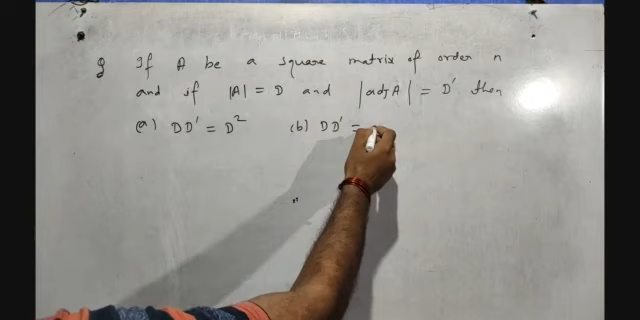 Q If A be a square matrix of order n
and if |A| = D and |adj A| = D' then
(a) DD' = D² (b) DD' =